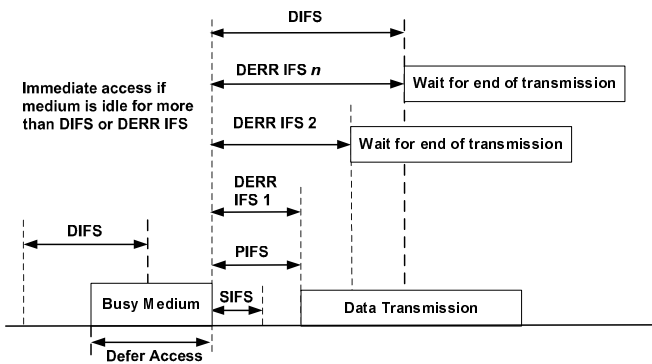 DIFS
DERR IFS n
Wait for end of transmission
Immediate access if
medium is idle for more
than DIFS or DERR IFS
DERR IFS 2
Wait for end of transmission
DERR
IFS 1
DIFS
PIFS
Busy Medium
SIFS
Data Transmission
Defer Access